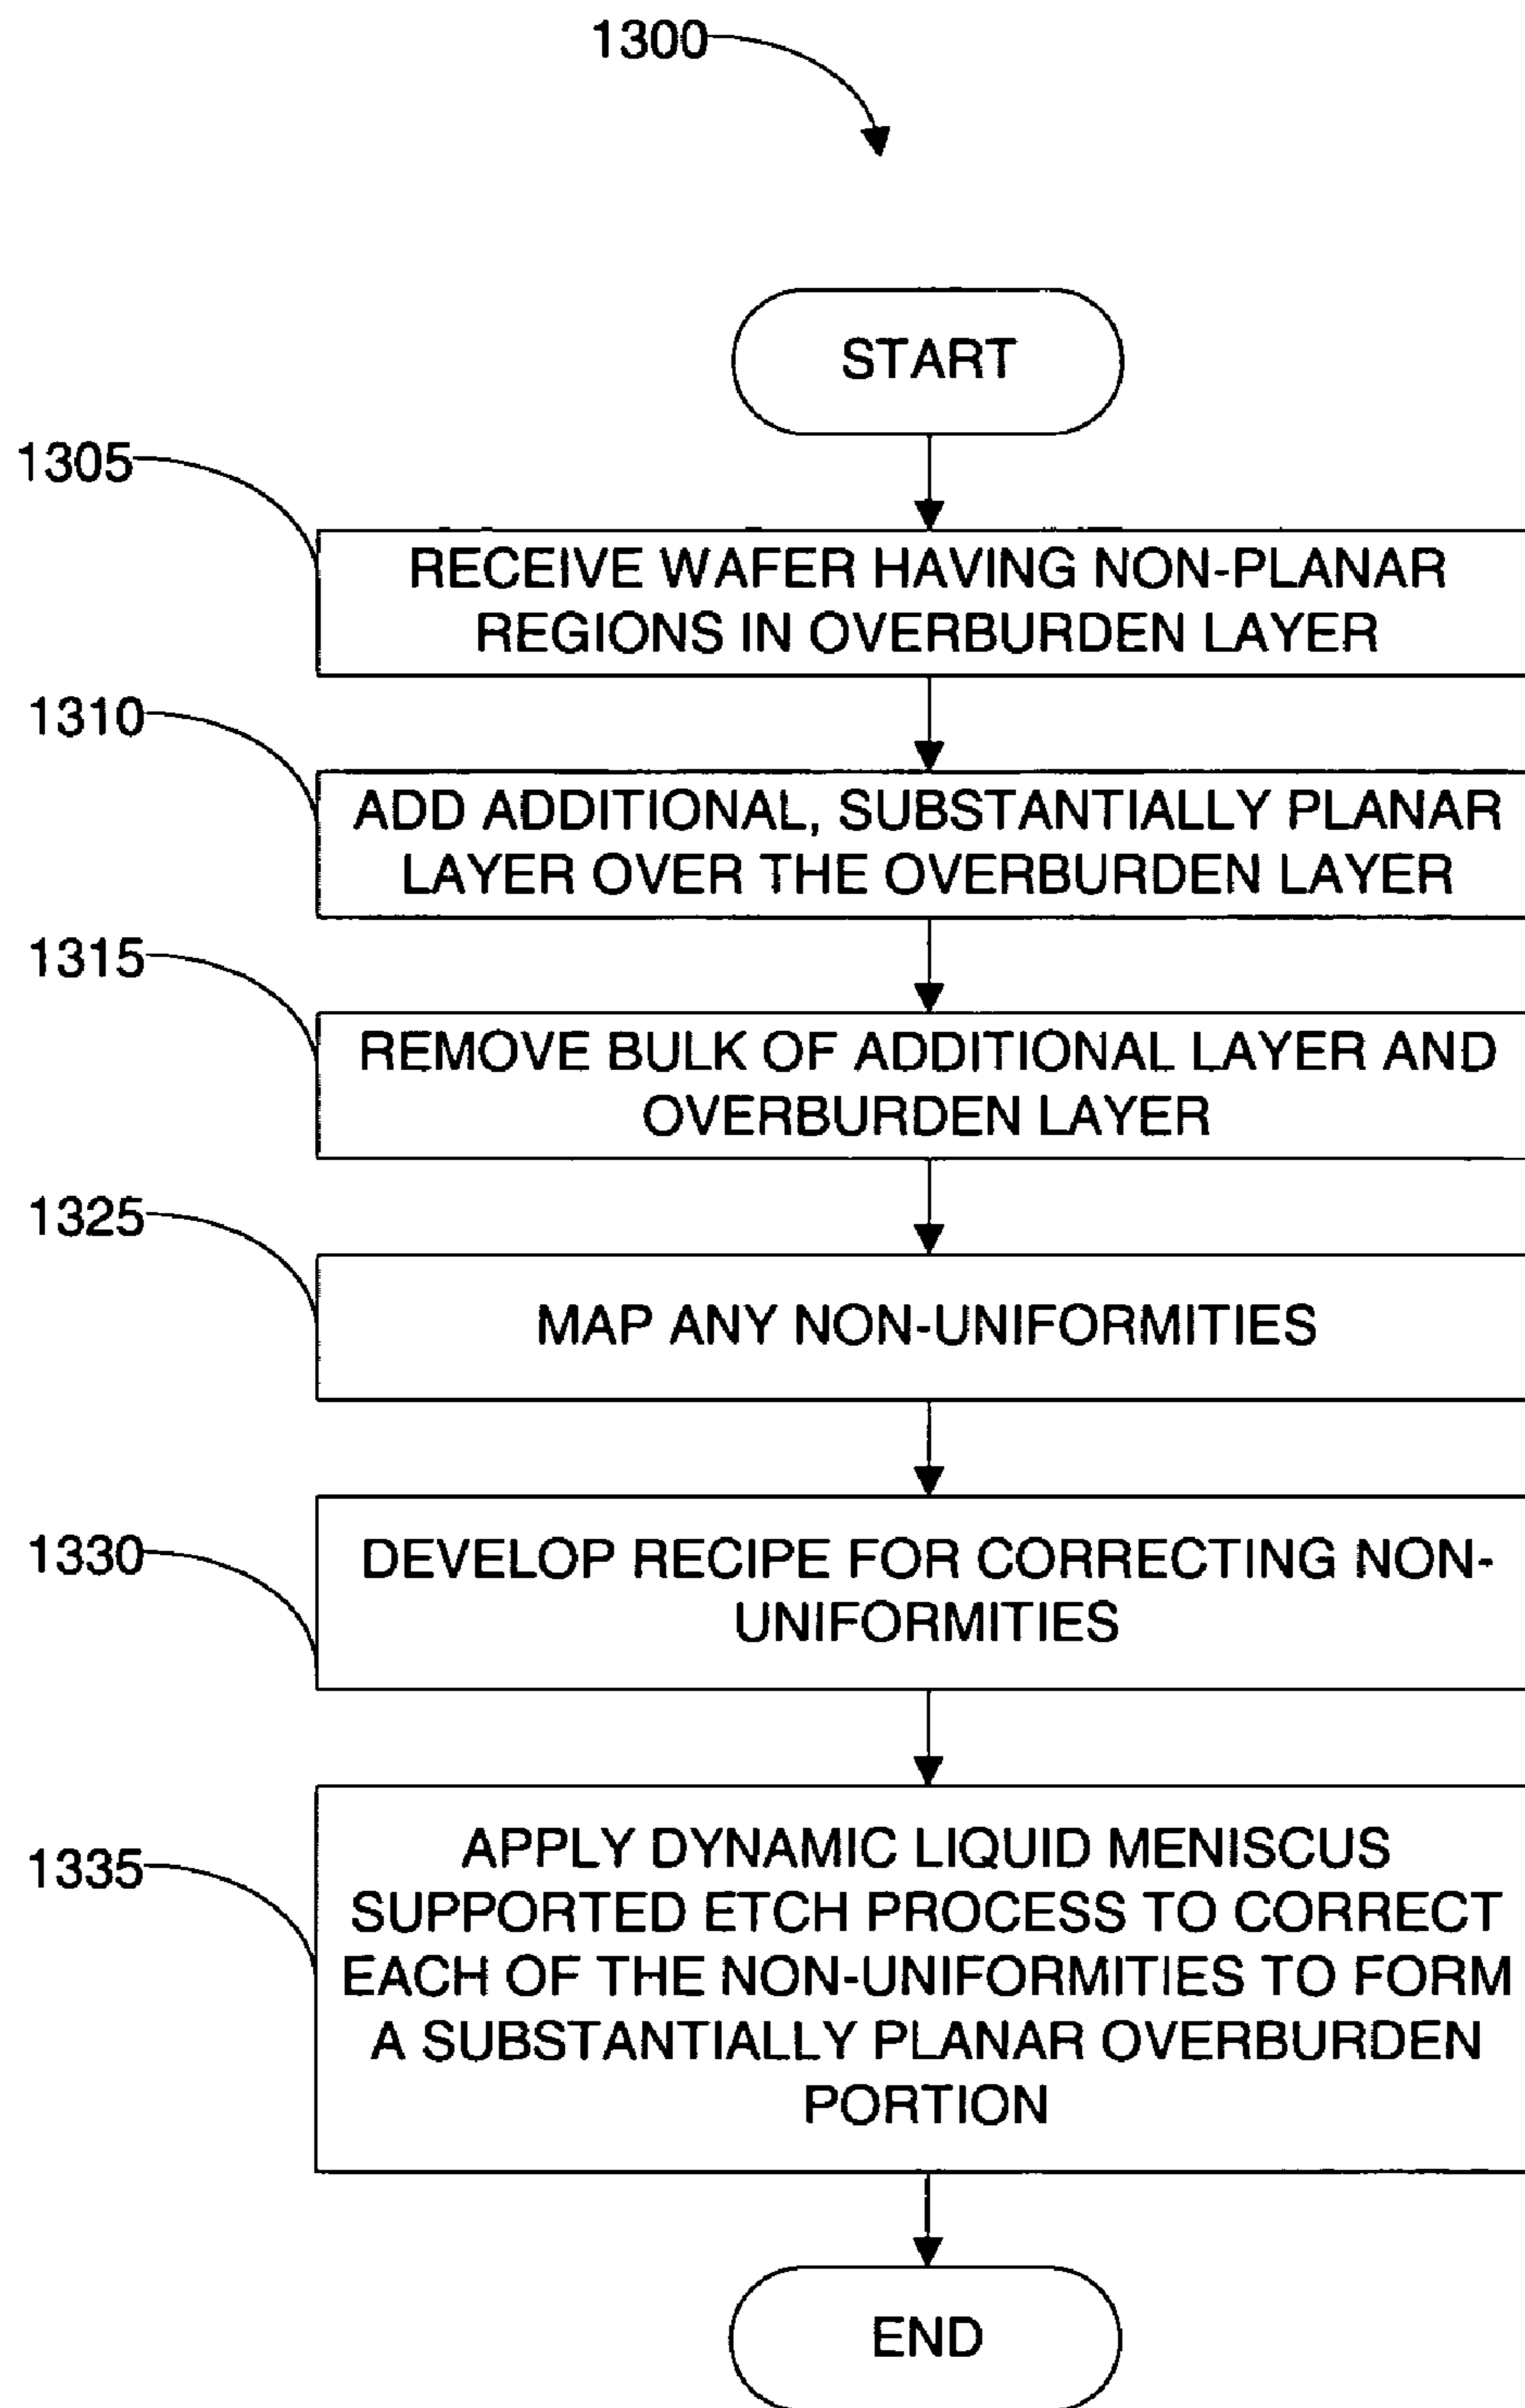 1300
START
1305
RECEIVE WAFER HAVING NON-PLANAR
REGIONS IN OVERBURDEN LAYER
1310
ADD ADDITIONAL, SUBSTANTIALLY PLANAR
LAYER OVER THE OVERBURDEN LAYER
1315
REMOVE BULK OF ADDITIONAL LAYER AND
OVERBURDEN LAYER
1325
MAP ANY NON-UNIFORMITIES
1330
DEVELOP RECIPE FOR CORRECTING NON-
UNIFORMITIES
1335
APPLY DYNAMIC LIQUID MENISCUS
SUPPORTED ETCH PROCESS TO CORRECT
EACH OF THE NON-UNIFORMITIES TO FORM
A SUBSTANTIALLY PLANAR OVERBURDEN
PORTION
END